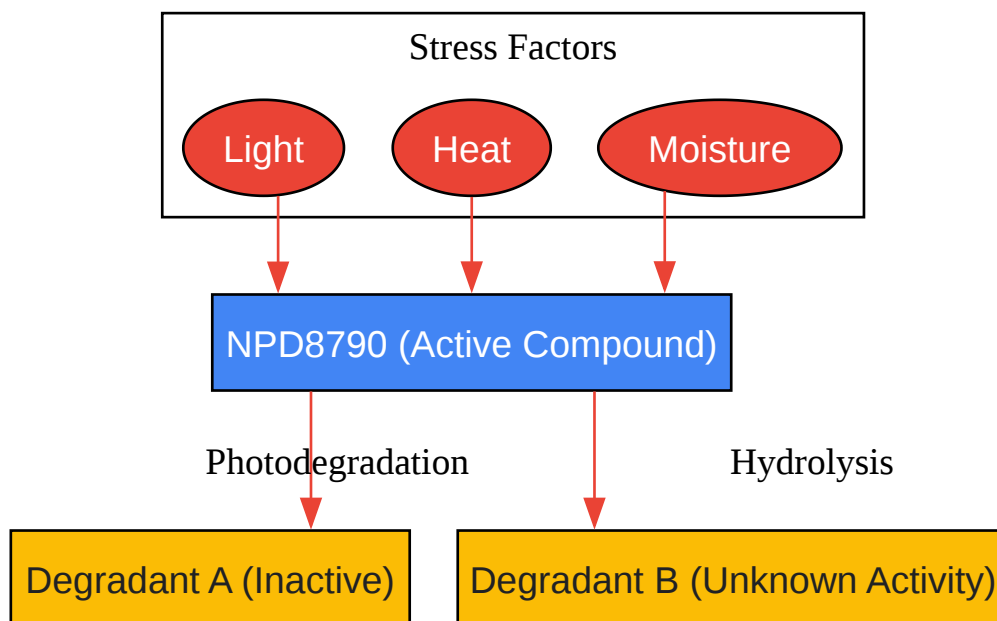 Stress Factors
Light Heat Moisture
NPD8790 (Active Compound)
Photodegradation Hydrolysis
Degradant A (Inactive) Degradant B (Unknown Activity)